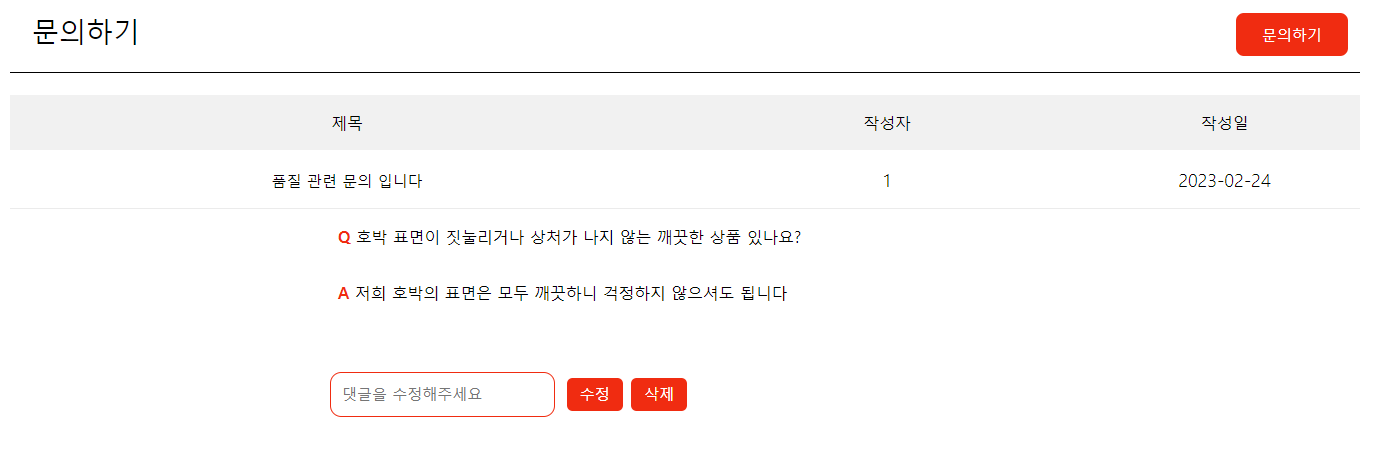 문의하기
문의하기
제목 작성자 작성일
품질 관련 문의 입니다 1 2023-02-24
Q 호박 표면이 짓눌리거나 상처가 나지 않는 깨끗한 상품 있나요?
A 저희 호박의 표면은 모두 깨끗하니 걱정하지 않으셔도 됩니다
댓글을 수정해주세요 수정 삭제